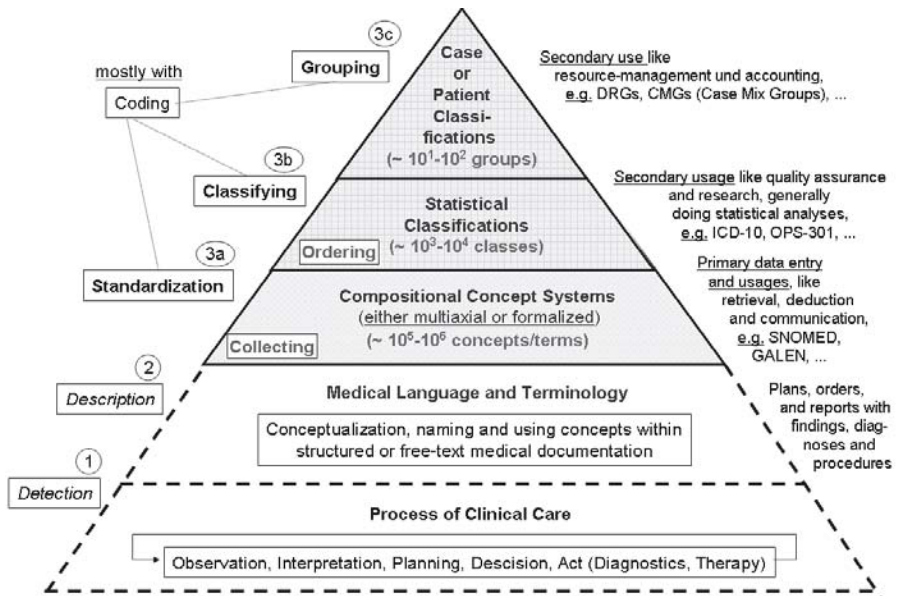 3c
Grouping
mostly with
Coding
3b
Classifying
3a
Standardization
2
Description
1
Detection
Case
or
Patient
Classi-
fications
(~ 10¹-10² groups)
Statistical
Classifications
Ordering
(~ 10³-10⁴ classes)
Compositional Concept Systems
(either multiaxial or formalized)
Collecting
(~ 10⁵-10⁶ concepts/terms)
Medical Language and Terminology
Conceptualization, naming and using concepts within
structured or free-text medical documentation
Process of Clinical Care
Observation, Interpretation, Planning, Descision, Act (Diagnostics, Therapy)
Secondary use like
resource-management und accounting,
e.g. DRGs, CMGs (Case Mix Groups), ...
Secondary usage like quality assurance
and research, generally
doing statistical analyses,
e.g. ICD-10, OPS-301, ...
Primary data entry
and usages, like
retrieval, deduction
and communication,
e.g. SNOMED,
GALEN, ...
Plans, orders,
and reports with
findings, diag-
noses and
procedures